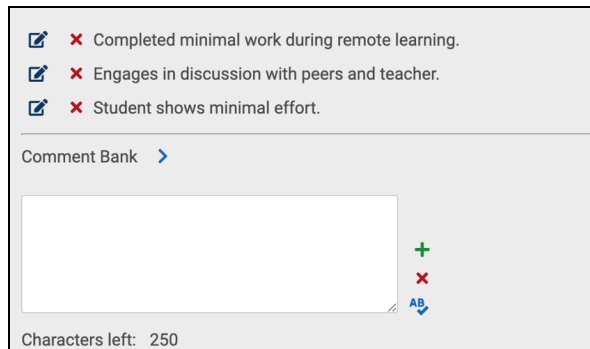 Completed minimal work during remote learning.
Engages in discussion with peers and teacher.
Student shows minimal effort.
Comment Bank
AB
Characters left: 250